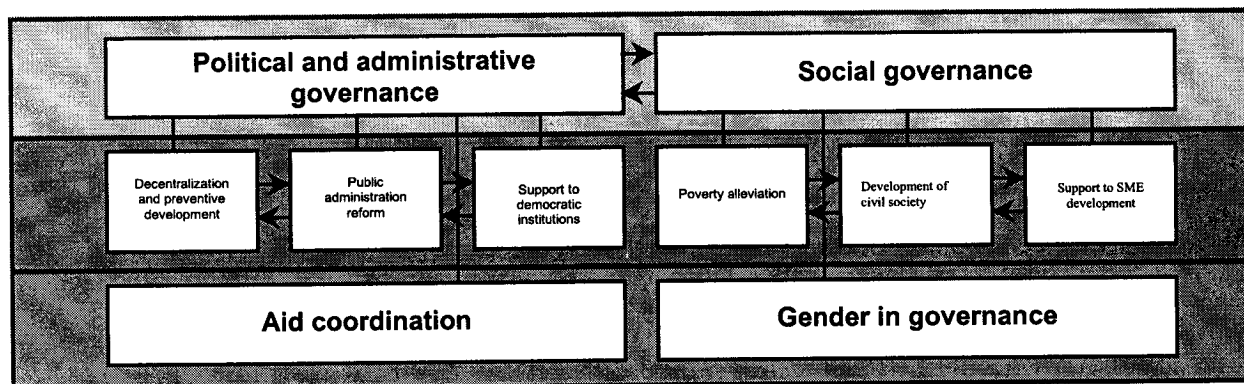 Political and administrative
governance
Social governance
Decentralization
and preventive
development
Public
administration
reform
Support to
democratic
institutions
Poverty alleviation
Development of
civil society
Support to SME
development
Aid coordination
Gender in governance